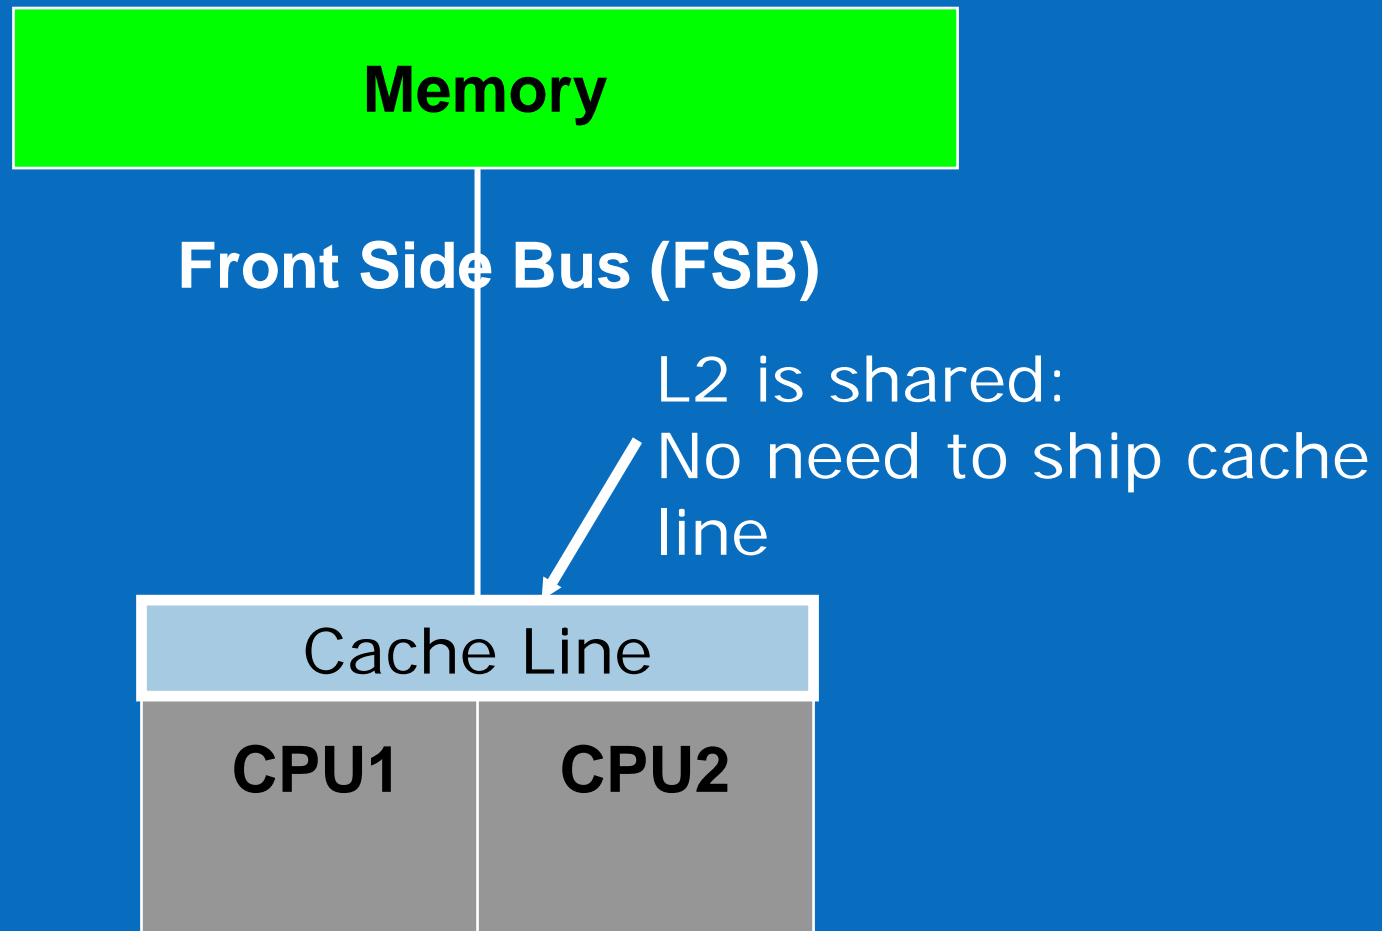 Memory
Front Side Bus (FSB)
L2 is shared:
No need to ship cache
line
Cache Line
CPU1 CPU2